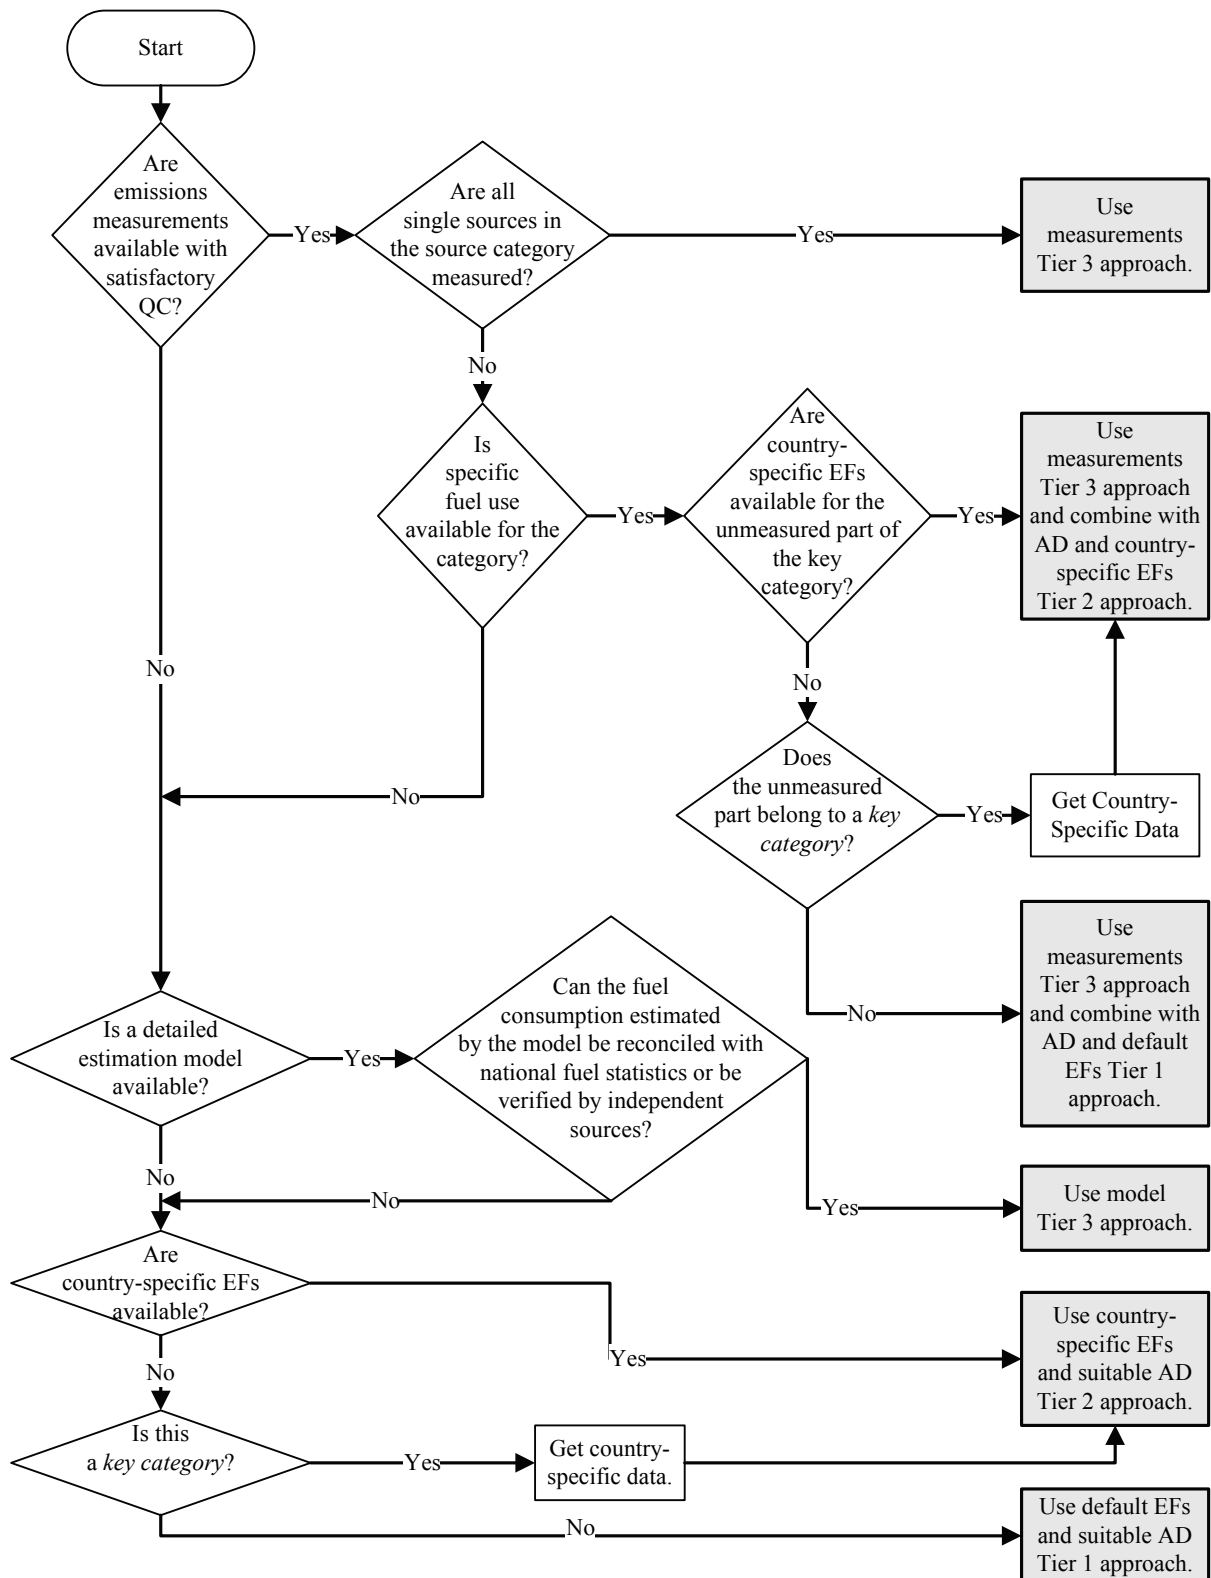 Start
Are
emissions
measurements
available with
satisfactory
QC?
Yes
Are all
single sources in
the source category
measured?
Yes
Use
measurements
Tier 3 approach.
No
Is
specific
fuel use
available for the
category?
Yes
Are
country-
specific EFs
available for the
unmeasured part of
the key
category?
Yes
Use
measurements
Tier 3 approach
and combine with
AD and country-
specific EFs
Tier 2 approach.
No
No
No
Does
the unmeasured
part belong to a key
category?
Yes
Get Country-
Specific Data
No
Use
measurements
Tier 3 approach
and combine with
AD and default
EFs Tier 1
approach.
Is a detailed
estimation model
available?
Yes
Can the fuel
consumption estimated
by the model be reconciled with
national fuel statistics or be
verified by independent
sources?
No
No
Yes
Use model
Tier 3 approach.
Are
country-specific EFs
available?
Yes
Use country-
specific EFs
and suitable AD
Tier 2 approach.
No
Is this
a key category?
Yes
Get country-
specific data.
No
Use default EFs
and suitable AD
Tier 1 approach.